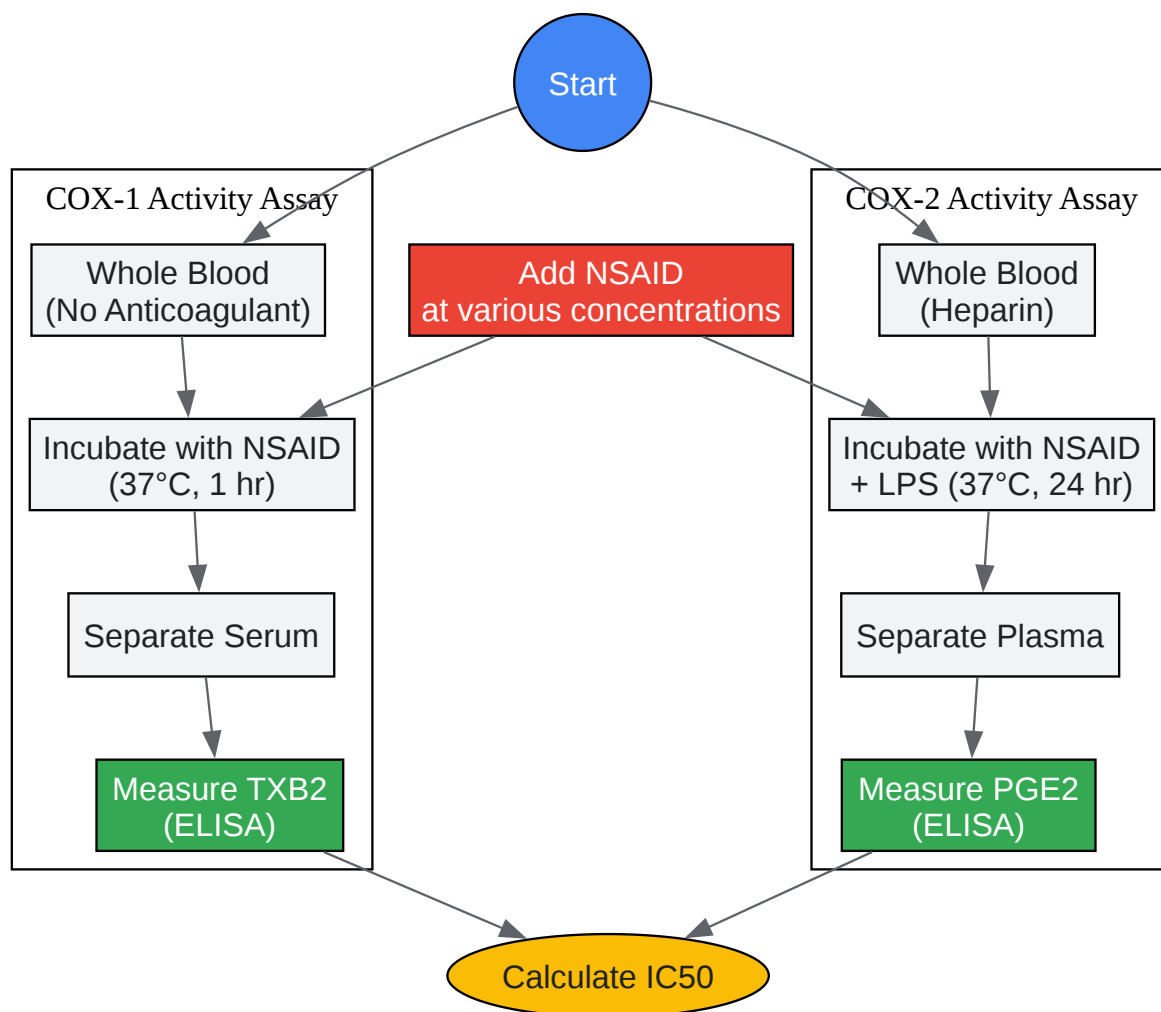 Start
COX-1 Activity Assay
Whole Blood
(No Anticoagulant)
Add NSAID
at various concentrations
COX-2 Activity Assay
Whole Blood
(Heparin)
Incubate with NSAID
(37°C, 1 hr)
Incubate with NSAID
+ LPS (37°C, 24 hr)
Separate Serum
Separate Plasma
Measure TXB2
(ELISA)
Measure PGE2
(ELISA)
Calculate IC50